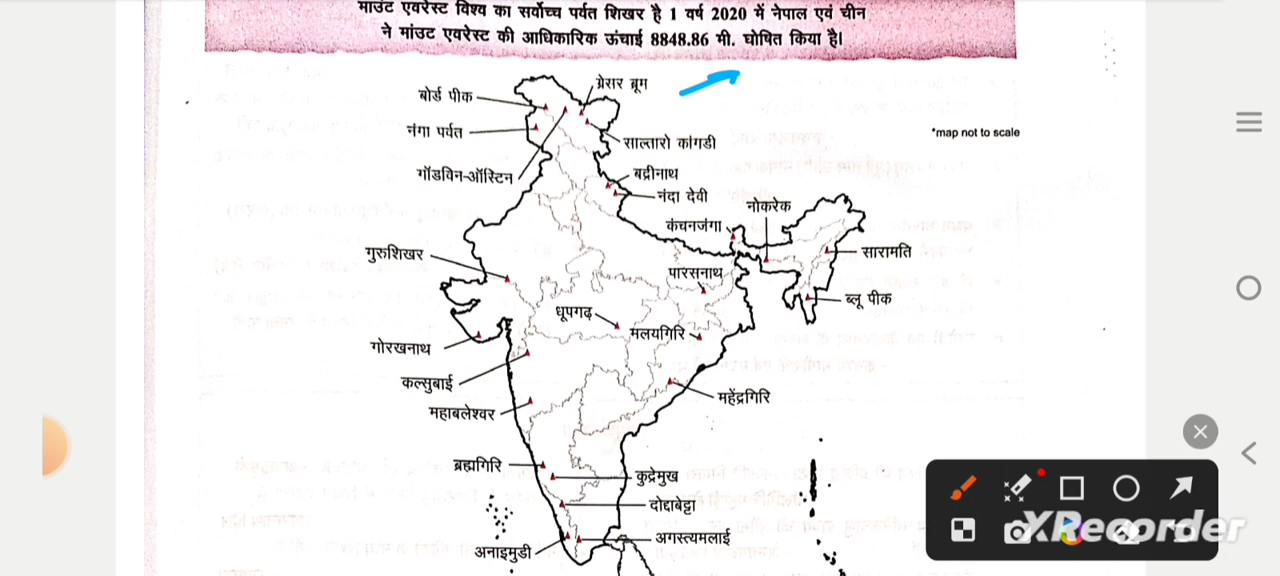 माउंट एवरेस्ट विश्व का सर्वोच्च पर्वत शिखर है 1 वर्ष 2020 में नेपाल एवं चीन
ने मांउट एवरेस्ट की आधिकारिक ऊंचाई 8848.86 मी. घोषित किया है।
ग्रेसर ब्रूम
बोर्ड पीक
नंगा पर्वत
*map not to scale
साल्तारो कांगडी
गॉडविन-ऑस्टिन
बद्रीनाथ
नंदा देवी
नोकरेक
कंचनजंगा
गुरुशिखर
सारामति
पारसनाथ
ब्लू पीक
धूपगढ़
मलयगिरि
गोरखनाथ
कल्सुबाई
महाबलेश्वर
महेंद्रगिरि
ब्रह्मगिरि
कुद्रेमुख
दोद्दाबेट्टा
अनाइमुडी
अगस्त्यमलाई
XRecorder